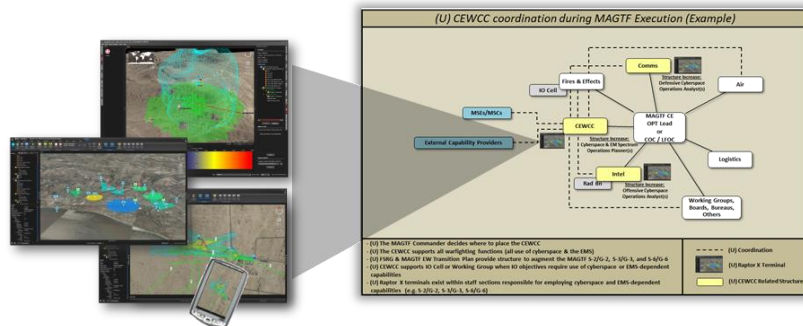 (U) CEWCC coordination during MAGTF Execution (Example)
Comms
Structure Increase:
Defensive Cyberspace
Operations Analyst(s)
Air
Fires & Effects
IO Cell
MSEs/MSCs
CEWCC
MAGTF CE
OPT Lead
or
COC / LFOC
External Capability Providers
Structure Increase:
Cyberspace & EM Spectrum
Operations Planner(s)
Logistics
Intel
Rad BN
Structure Increase:
Offensive Cyberspace
Operations Analyst(s)
Working Groups,
Boards, Bureaus,
Others
- (U) The MAGTF Commander decides where to place the CEWCC
- (U) The CEWCC supports all warfighting functions (all use of cyberspace & the EMS)
- (U) FSRG & MAGTF EW Transition Plan provide structure to augment the MAGTF S-2/G-2, S-3/G-3, and S-6/G-6
- (U) CEWCC supports IO Cell or Working Group when IO objectives require use of cyberspace or EMS-dependent
capabilities
- (U) Raptor X terminals exist within staff sections responsible for employing cyberspace and EMS-dependent
capabilities (e.g. S-2/G-2, S-3/G-3, S-6/G-6)
(U) Coordination
(U) Raptor X Terminal
(U) CEWCC Related Structure